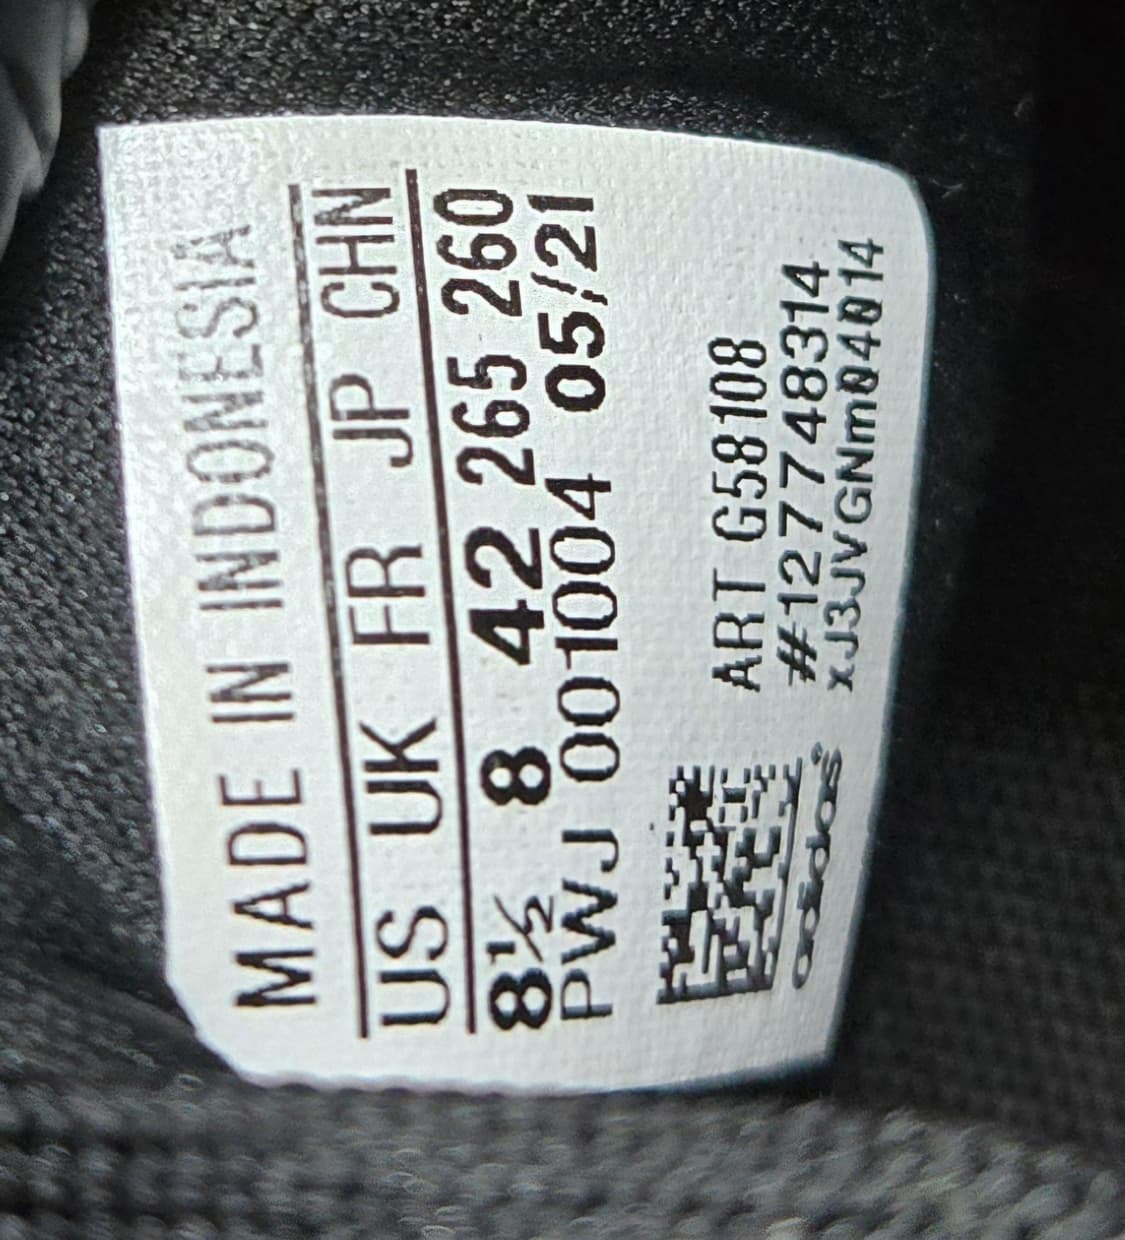 MADE IN INDONESIA
US UK FR JP CHN
8½ 8 42 265 260
PWJ 001004 05/21
ART G58108
#127748314
xJ3JVGNm04014
adidas